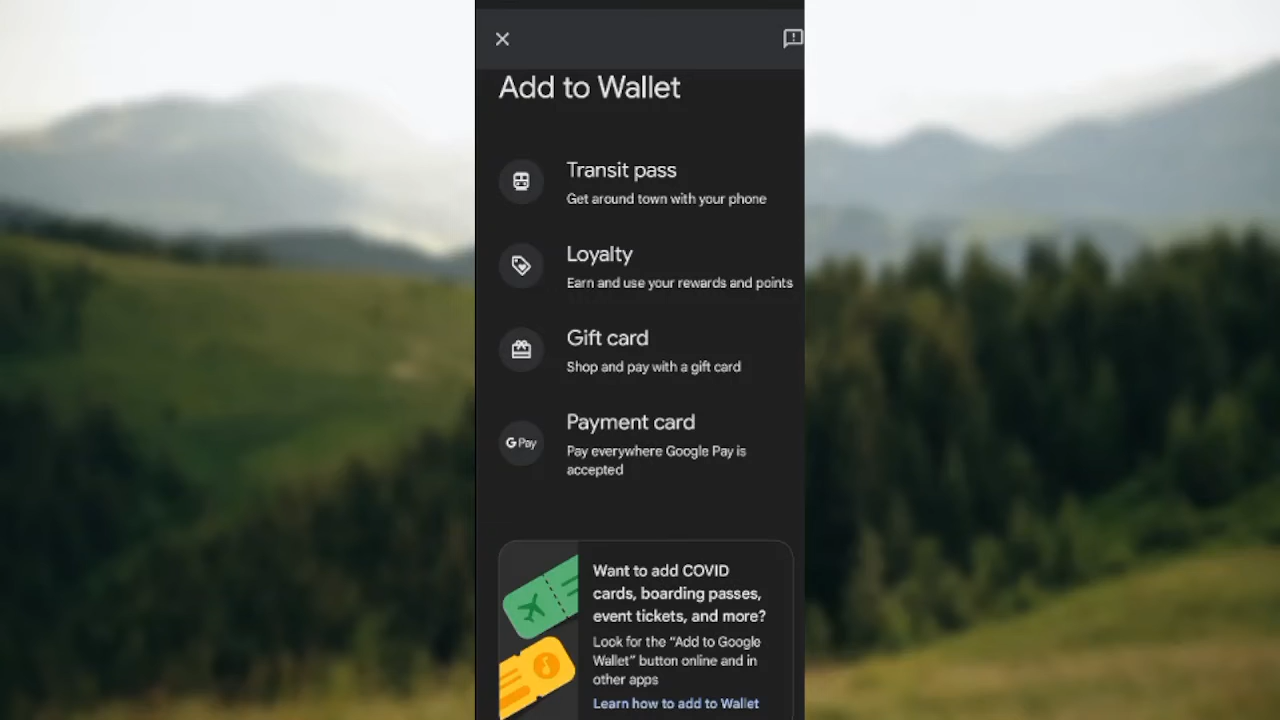 Add to Wallet
Transit pass
Get around town with your phone
Loyalty
Earn and use your rewards and points
Gift card
Shop and pay with a gift card
G Pay
Payment card
Pay everywhere Google Pay is
accepted
Want to add COVID
cards, boarding passes,
event tickets, and more?
Look for the “Add to Google
Wallet” button online and in
other apps
Learn how to add to Wallet